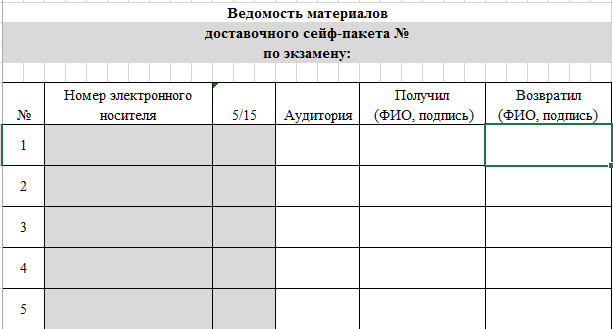 Ведомость материалов
доставочного сейф-пакета №
по экзамену:
№ Номер электронного носителя 5/15 Аудитория Получил (ФИО, подпись) Возвратил (ФИО, подпись)
1
2
3
4
5